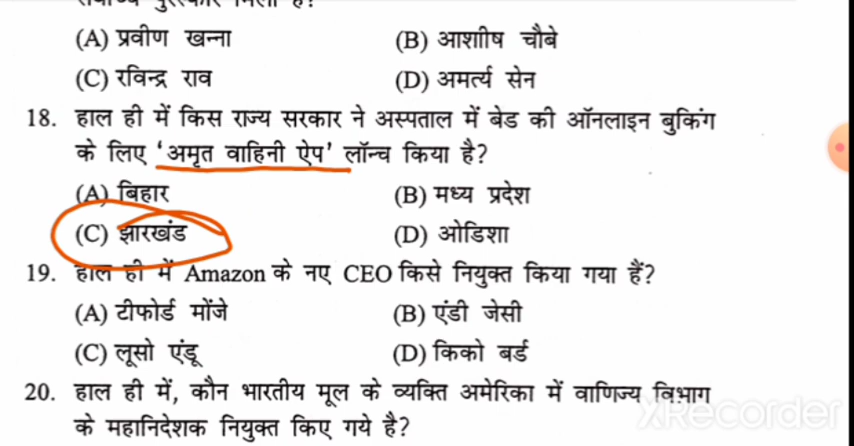 (A) प्रवीण खन्ना (B) आशाीष चौबे
(C) रविन्द्र राव (D) अमर्त्य सेन
18. हाल ही में किस राज्य सरकार ने अस्पताल में बेड की ऑनलाइन बुकिंग
के लिए ‘अमृत वाहिनी ऐप’ लॉन्च किया है?
(A) बिहार (B) मध्य प्रदेश
(C) झारखंड (D) ओडिशा
19. हाल ही में Amazon के नए CEO किसे नियुक्त किया गया हैं?
(A) टीफोर्ड मोंजे (B) एंडी जेसी
(C) लूसो एंडू (D) किको बर्ड
20. हाल ही में, कौन भारतीय मूल के व्यक्ति अमेरिका में वाणिज्य विभाग
के महानिदेशक नियुक्त किए गये है?
XRecorder